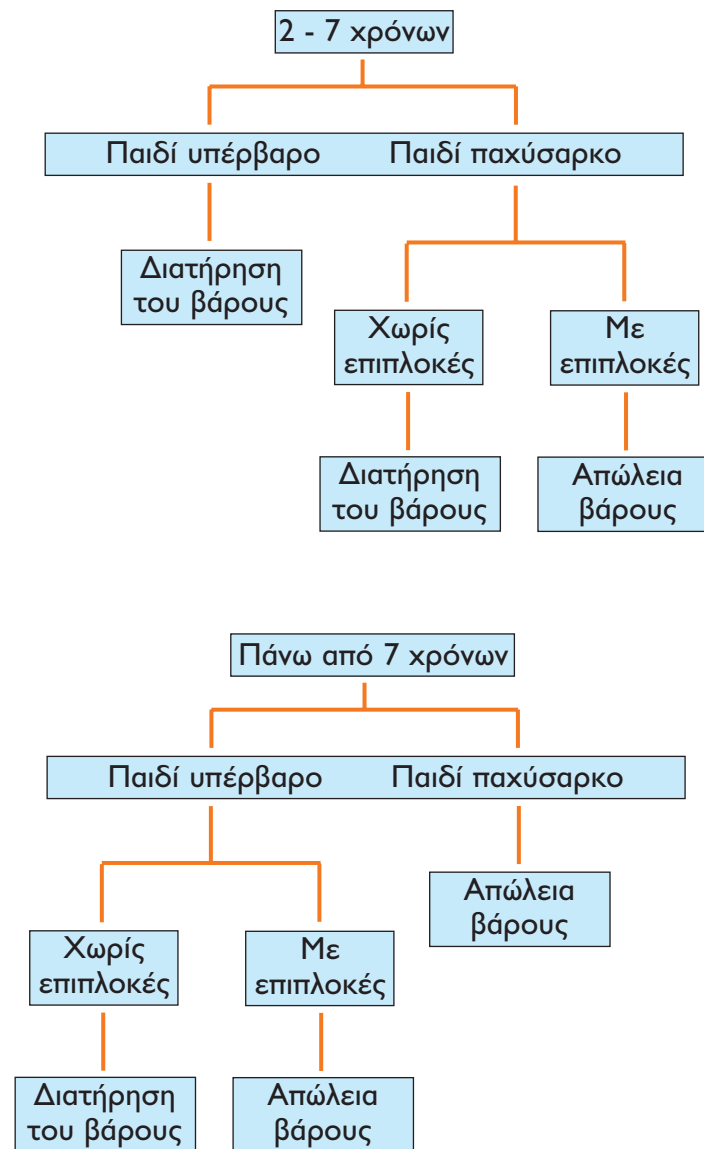 2 - 7 χρόνων
Παιδί υπέρβαρο Παιδί παχύσαρκο
Διατήρηση
του βάρους
Χωρίς
επιπλοκές
Με
επιπλοκές
Διατήρηση
του βάρους
Απώλεια
βάρους
Πάνω από 7 χρόνων
Παιδί υπέρβαρο Παιδί παχύσαρκο
Απώλεια
βάρους
Χωρίς
επιπλοκές
Με
επιπλοκές
Διατήρηση
του βάρους
Απώλεια
βάρους